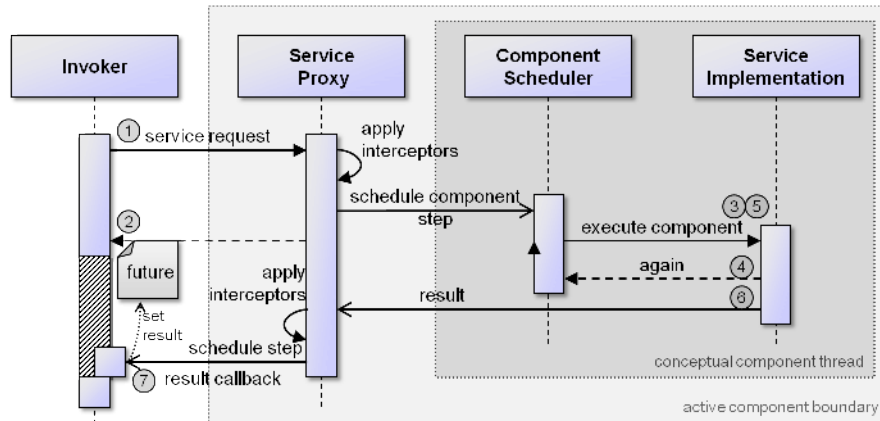 Invoker
Service
Proxy
Component
Scheduler
Service
Implementation
1
service request
apply
interceptors
schedule component
step
2
3 5
execute component
future
again
4
apply
interceptors
result
6
set
result
schedule step
7
result callback
conceptual component thread
active component boundary